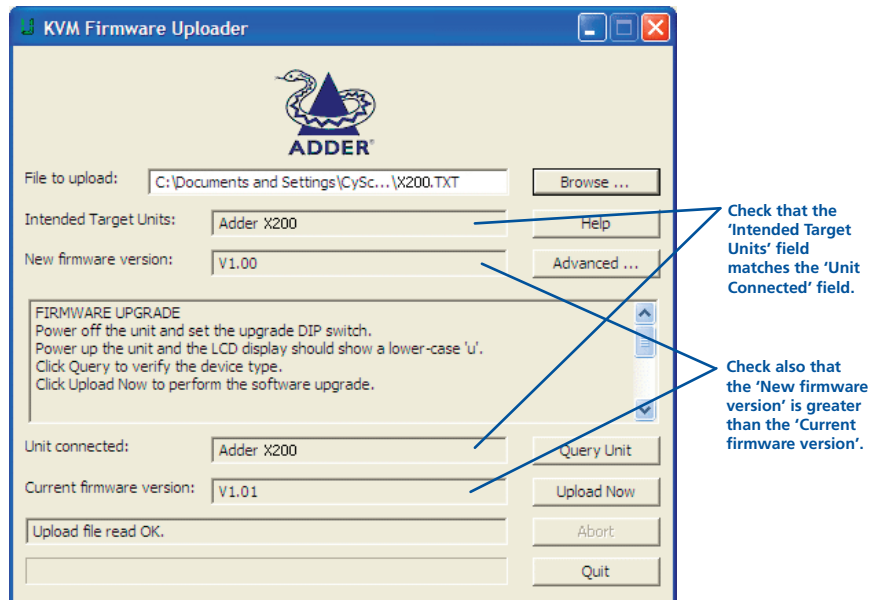 KVM Firmware Uploader
ADDER®
File to upload: C:\Documents and Settings\CySc...\X200.TXT Browse ...
Intended Target Units: Adder X200 Help
New firmware version: V1.00 Advanced ...
FIRMWARE UPGRADE
Power off the unit and set the upgrade DIP switch.
Power up the unit and the LCD display should show a lower-case 'u'.
Click Query to verify the device type.
Click Upload Now to perform the software upgrade.
Unit connected: Adder X200 Query Unit
Current firmware version: V1.01 Upload Now
Upload file read OK. Abort
Quit
Check that the
‘Intended Target
Units’ field
matches the ‘Unit
Connected’ field.
Check also that
the ‘New firmware
version’ is greater
than the ‘Current
firmware version’.